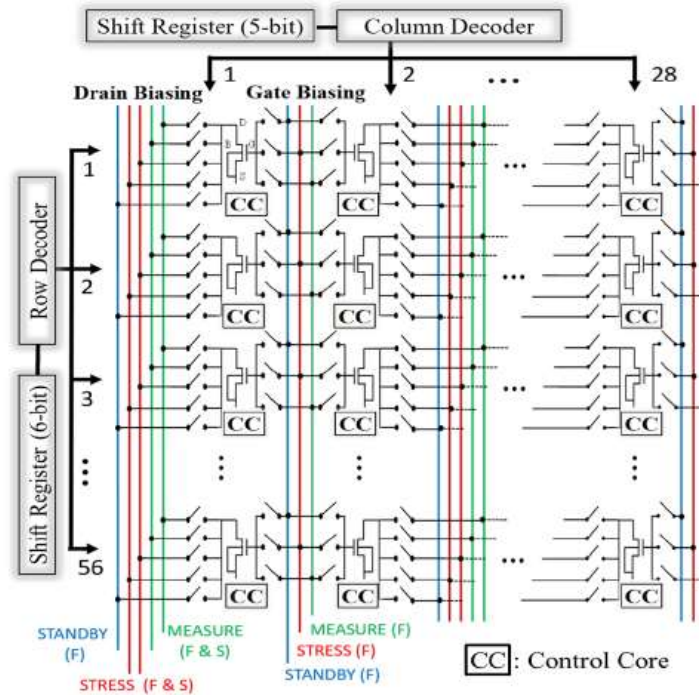 Shift Register (5-bit)
Column Decoder
1
2
...
28
Drain Biasing
Gate Biasing
D
B
G
S
1
CC
CC
...
CC
Row Decoder
2
CC
CC
...
CC
Shift Register (6-bit)
3
CC
CC
...
CC
...
...
...
...
56
CC
CC
...
CC
STANDBY
(F)
MEASURE
(F & S)
STRESS (F & S)
MEASURE (F)
STRESS (F)
STANDBY (F)
CC : Control Core